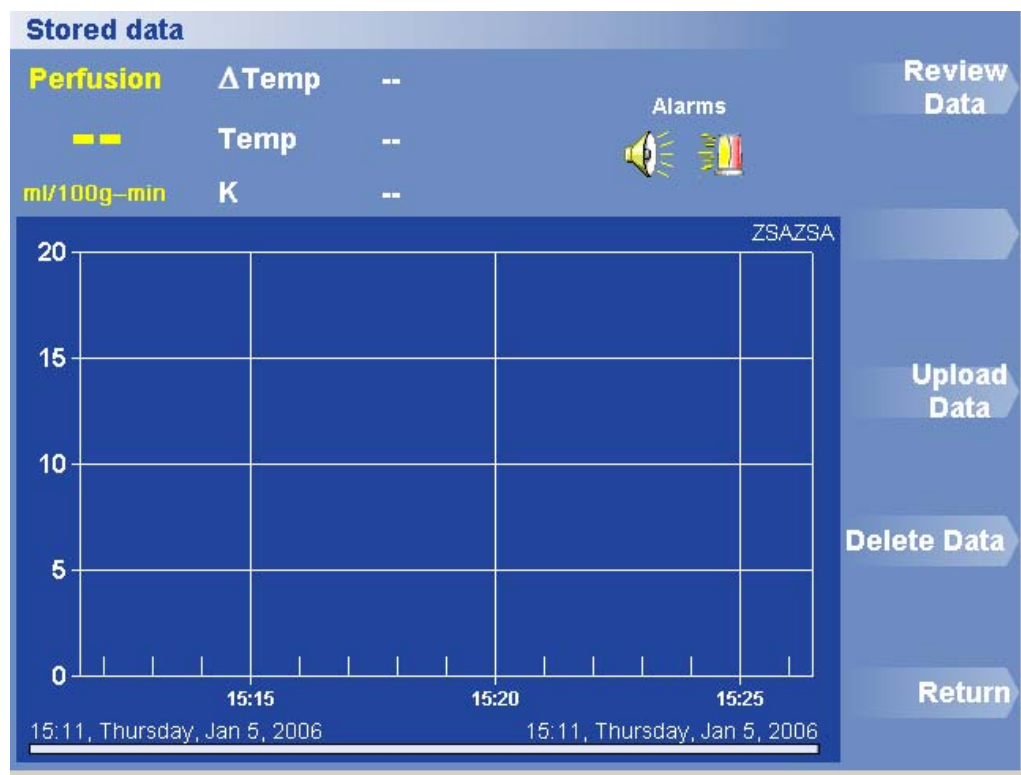 Stored data
Perfusion
ΔTemp
--
--
Temp
--
ml/100g–min
K
--
Alarms
Review
Data
Upload
Data
Delete Data
Return
ZSAZSA
20
15
10
5
0
15:15
15:20
15:25
15:11, Thursday, Jan 5, 2006
15:11, Thursday, Jan 5, 2006